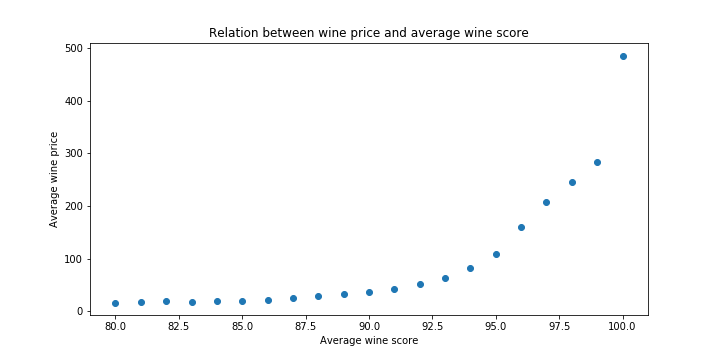 Relation between wine price and average wine score
500
400
300
200
100
0
Average wine price
80.0 82.5 85.0 87.5 90.0 92.5 95.0 97.5 100.0
Average wine score